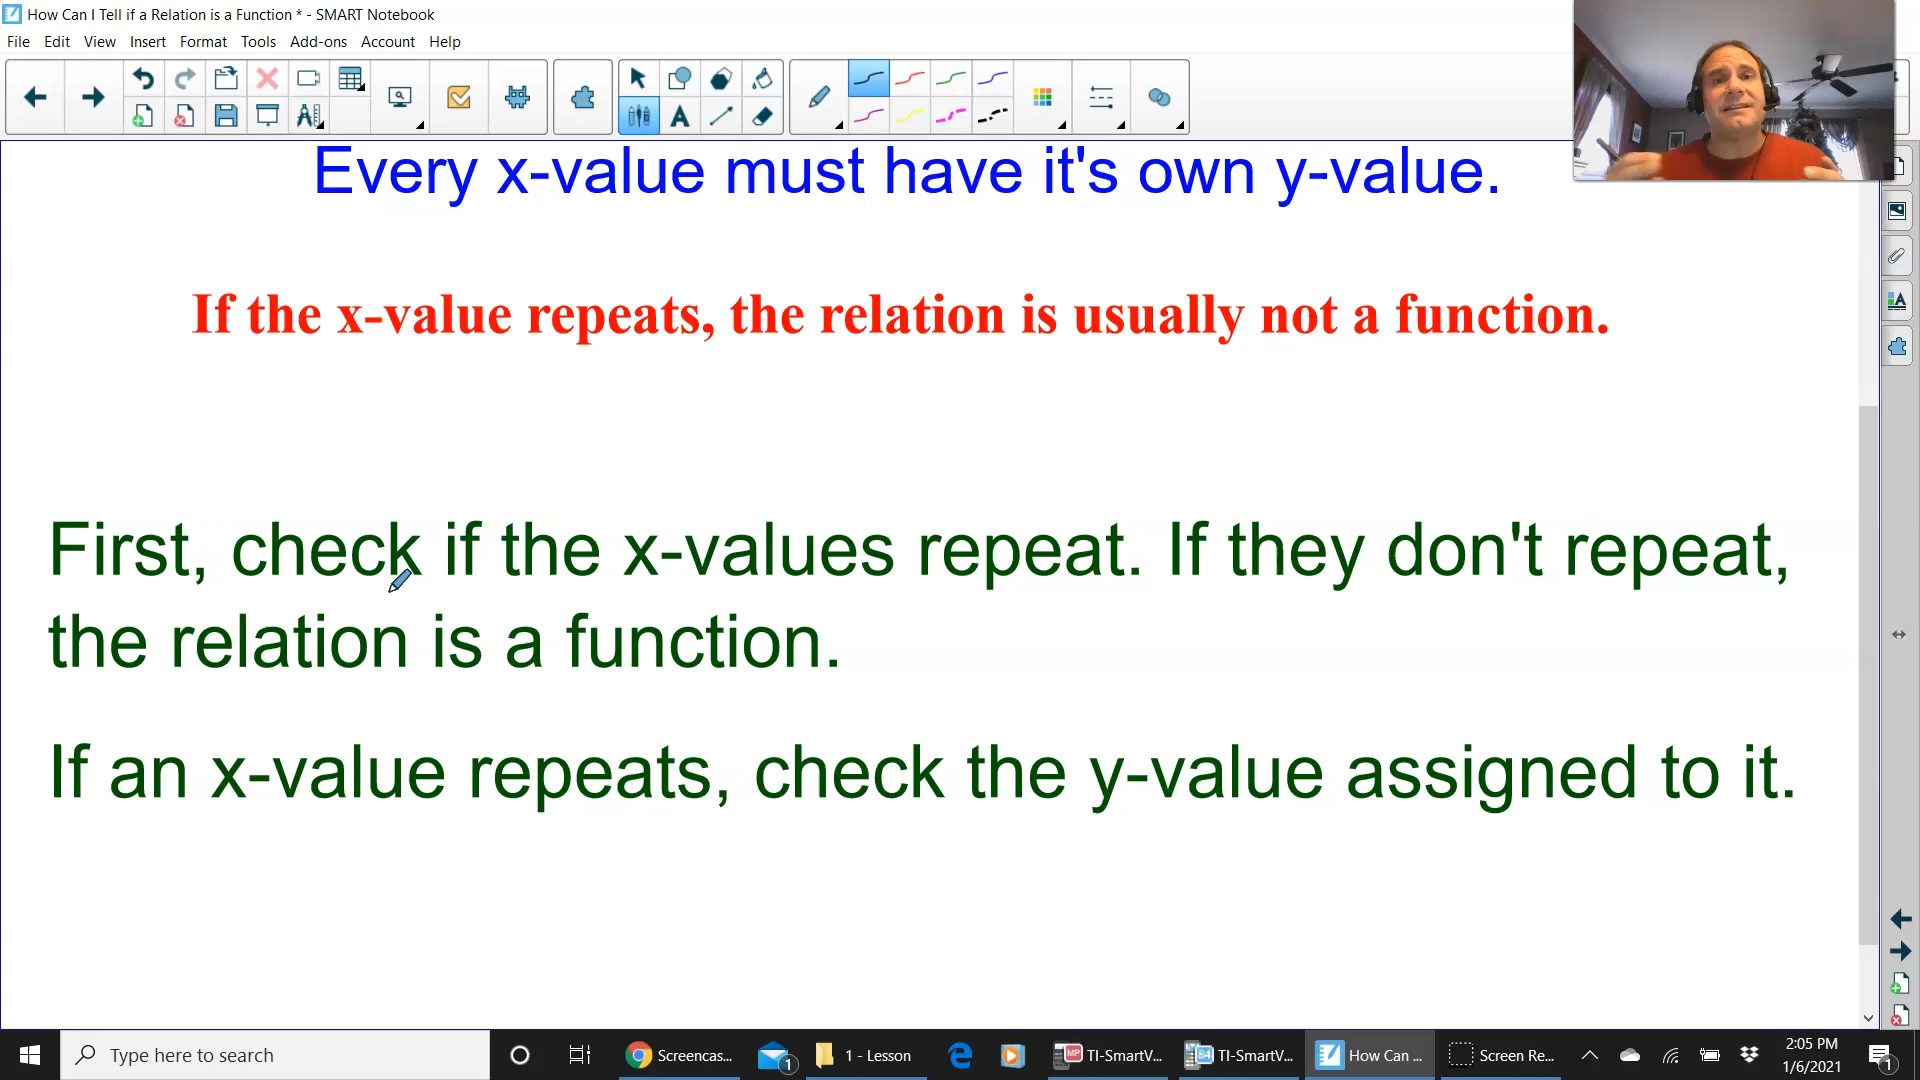 How Can I Tell if a Relation is a Function * - SMART Notebook
File Edit View Insert Format Tools Add-ons Account Help
Every x-value must have it's own y-value.
If the x-value repeats, the relation is usually not a function.
First, check if the x-values repeat. If they don't repeat,
the relation is a function.
If an x-value repeats, check the y-value assigned to it.
Type here to search
Screencas...
1
1 - Lesson
MP TI-SmartV...
84 TI-SmartV...
How Can ...
Screen Re...
2:05 PM
1/6/2021
1